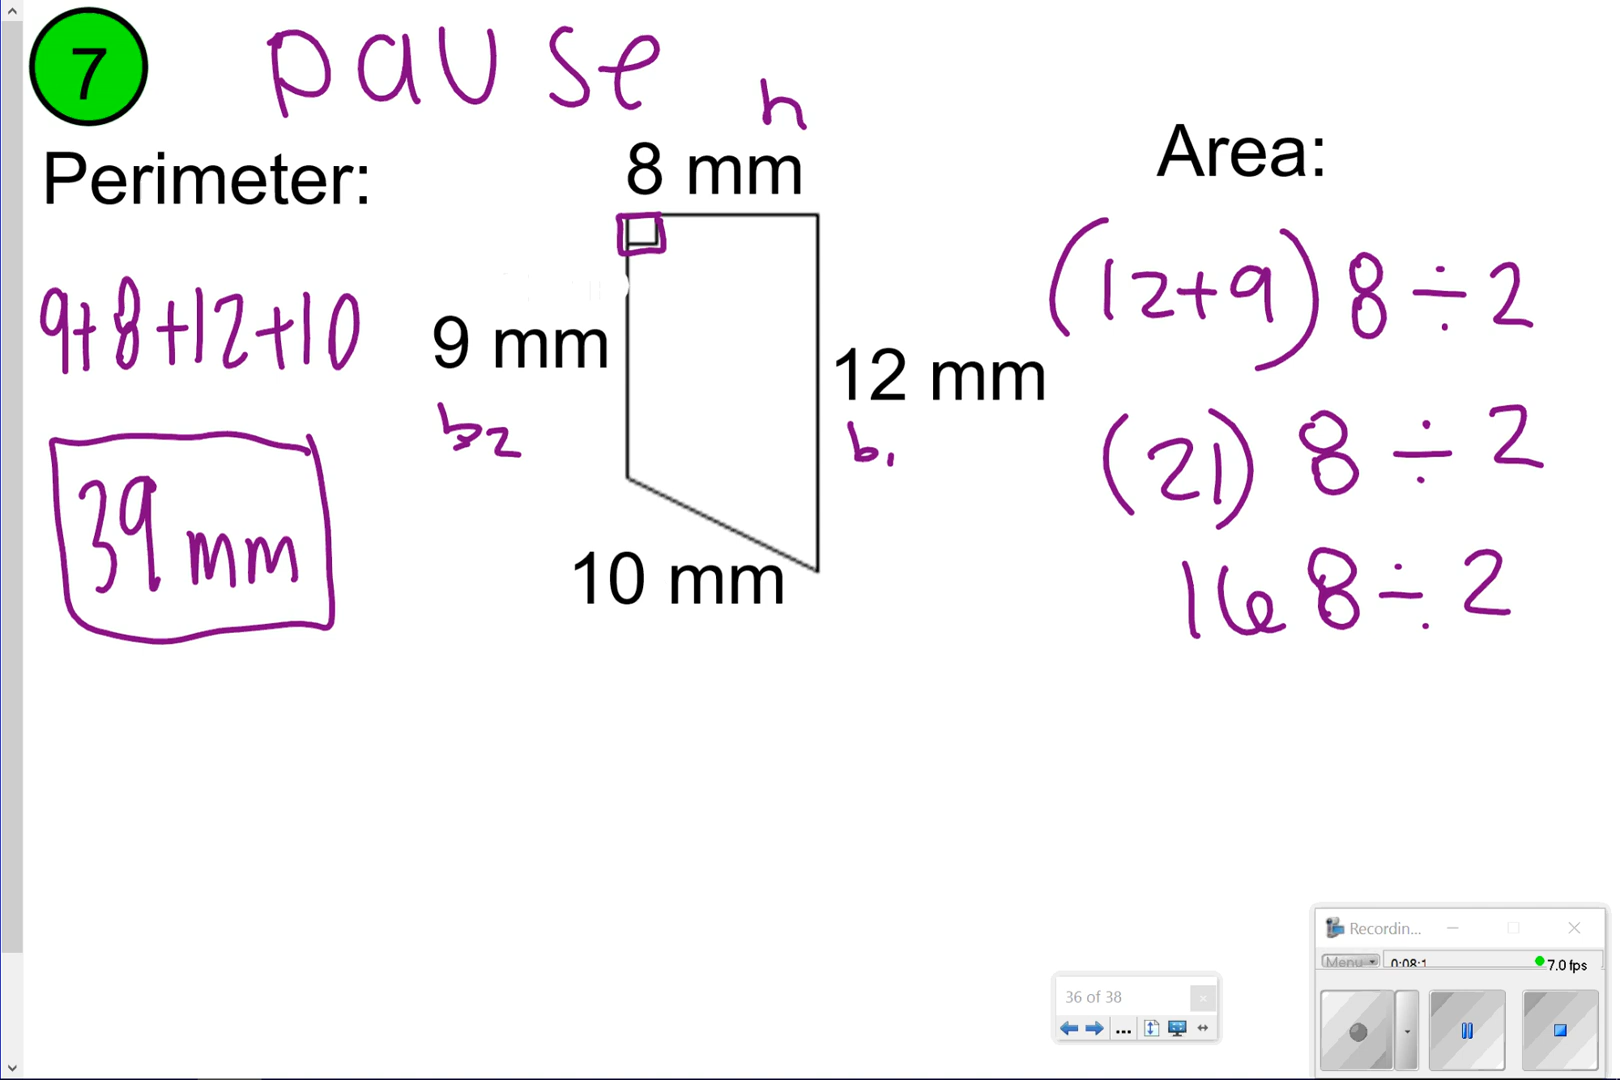 7
pause
h
Perimeter:
8 mm
Area:
9+8+12+10
(12+9) 8 ÷ 2
9 mm
12 mm
b2
b1
(21) 8 ÷ 2
39 mm
10 mm
168 ÷ 2
Recordin...
Menu
0:08:1
7.0 fps
36 of 38